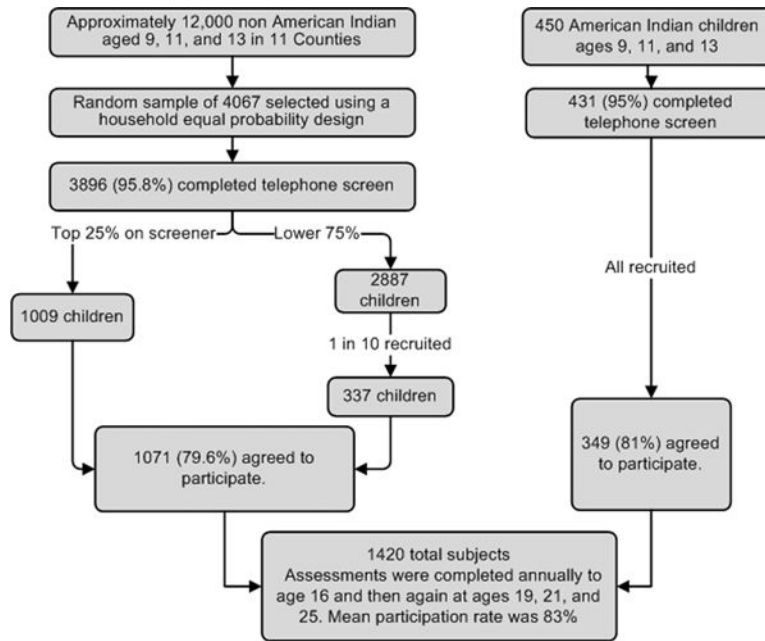 Approximately 12,000 non American Indian
aged 9, 11, and 13 in 11 Counties
Random sample of 4067 selected using a
household equal probability design
3896 (95.8%) completed telephone screen
Top 25% on screener
Lower 75%
1009 children
2887
children
1 in 10 recruited
337 children
1071 (79.6%) agreed to
participate.
450 American Indian children
ages 9, 11, and 13
431 (95%) completed
telephone screen
All recruited
349 (81%) agreed
to participate.
1420 total subjects
Assessments were completed annually to
age 16 and then again at ages 19, 21, and
25. Mean participation rate was 83%